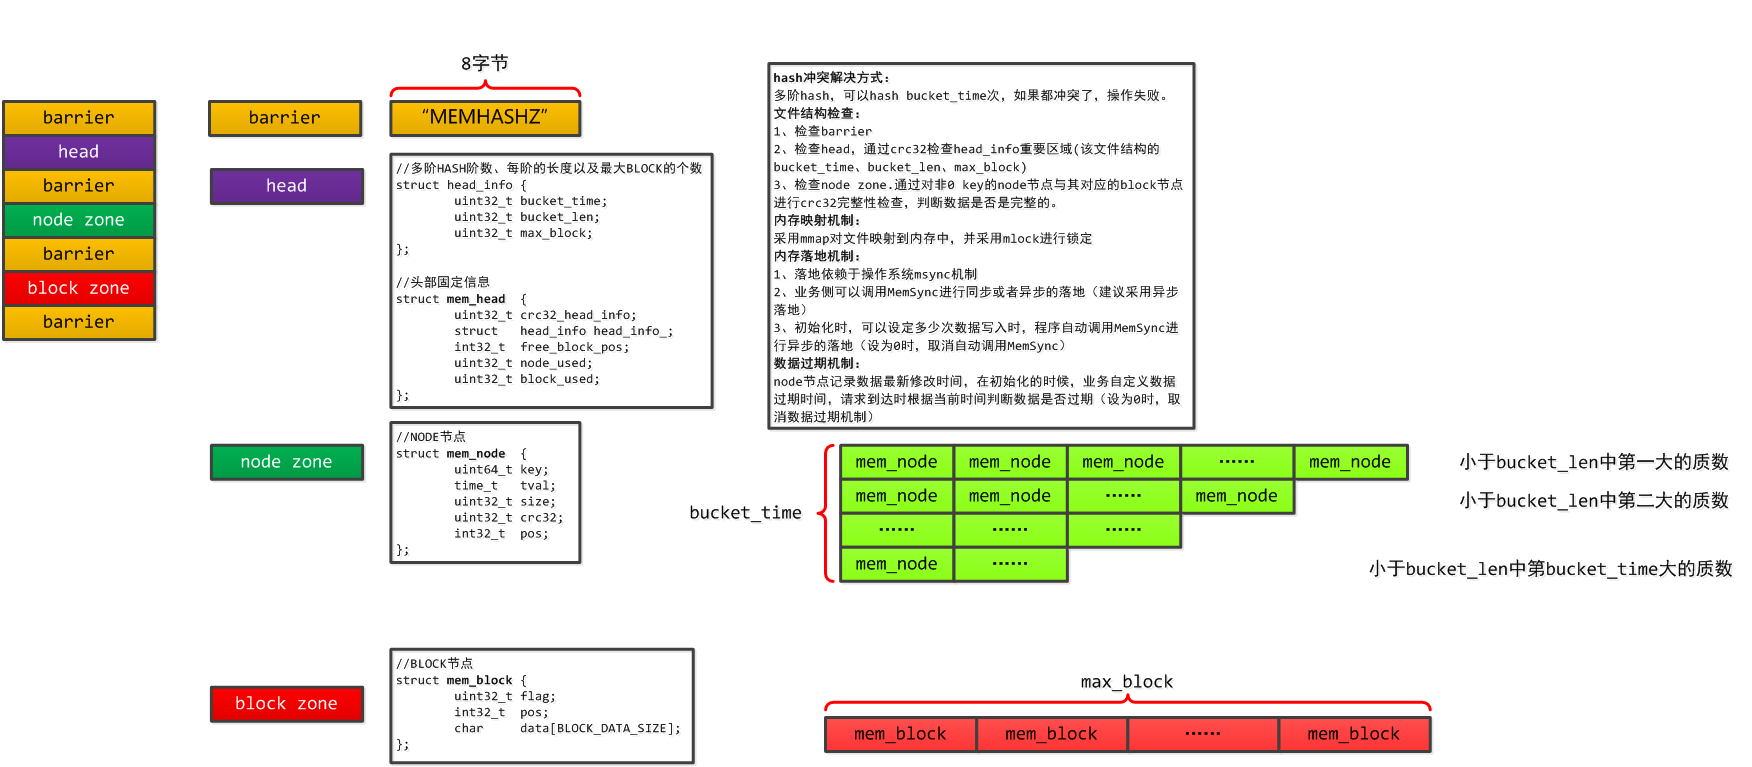 barrier
head
barrier
node zone
barrier
block zone
barrier
barrier
8字节
“MEMHASHZ”
head
//多阶HASH阶数、每阶的长度以及最大BLOCK的个数
struct head_info {
uint32_t bucket_time;
uint32_t bucket_len;
uint32_t max_block;
};
//头部固定信息
struct mem_head {
uint32_t crc32_head_info;
struct head_info head_info_;
int32_t free_block_pos;
uint32_t node_used;
uint32_t block_used;
};
hash冲突解决方式:
多阶hash, 可以hash bucket_time次, 如果都冲突了, 操作失败。
文件结构检查:
1、检查barrier
2、检查head, 通过crc32检查head_info重要区域(该文件结构的
bucket_time、bucket_len、max_block)
3、检查node zone.通过对非0 key的node节点与其对应的block节点
进行crc32完整性检查, 判断数据是否是完整的。
内存映射机制:
采用mmap对文件映射到内存中, 并采用mlock进行锁定
内存落地机制:
1、落地依赖于操作系统msync机制
2、业务侧可以调用MemSync进行同步或者异步的落地（建议采用异步
落地）
3、初始化时, 可以设定多少次数据写入时, 程序自动调用MemSync进
行异步的落地（设为0时, 取消自动调用MemSync）
数据过期机制:
node节点记录数据最新修改时间, 在初始化的时候, 业务自定义数据
过期时间, 请求到达时根据当前时间判断数据是否过期（设为0时, 取
消数据过期机制）
node zone
//NODE节点
struct mem_node {
uint64_t key;
time_t tval;
uint32_t size;
uint32_t crc32;
int32_t pos;
};
bucket_time
mem_node mem_node mem_node ...... mem_node
小于bucket_len中第一大的质数
mem_node mem_node ...... mem_node
小于bucket_len中第二大的质数
...... ...... ......
mem_node ......
小于bucket_len中第bucket_time大的质数
block zone
//BLOCK节点
struct mem_block {
uint32_t flag;
int32_t pos;
char data[BLOCK_DATA_SIZE];
};
max_block
mem_block mem_block ...... mem_block